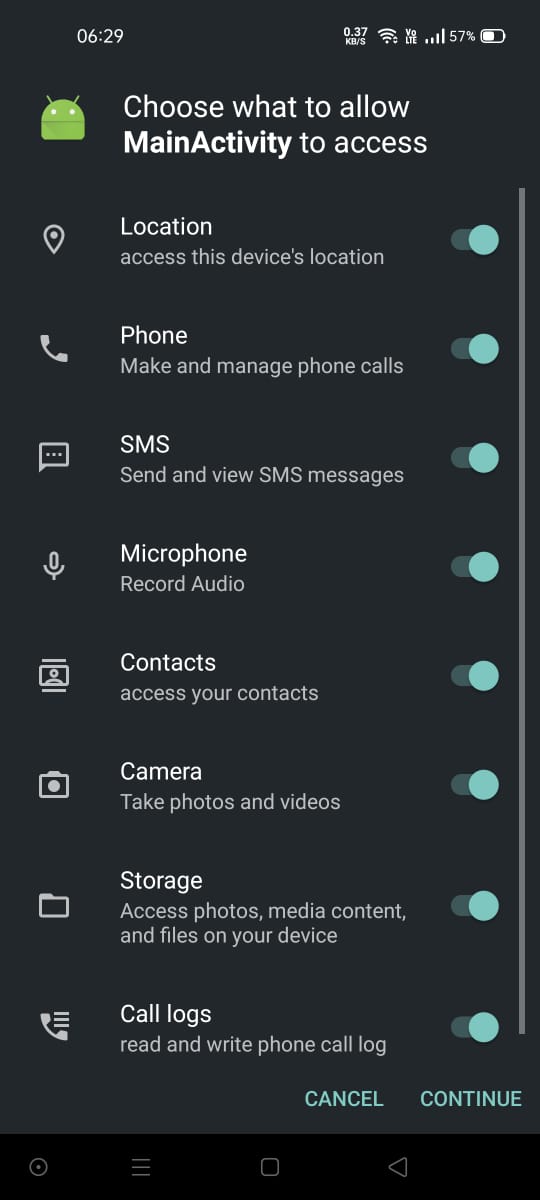 06:29
0.37
KB/S
Vo
LTE
57%
Choose what to allow
MainActivity to access
Location
access this device's location
Phone
Make and manage phone calls
SMS
Send and view SMS messages
Microphone
Record Audio
Contacts
access your contacts
Camera
Take photos and videos
Storage
Access photos, media content,
and files on your device
Call logs
read and write phone call log
CANCEL
CONTINUE